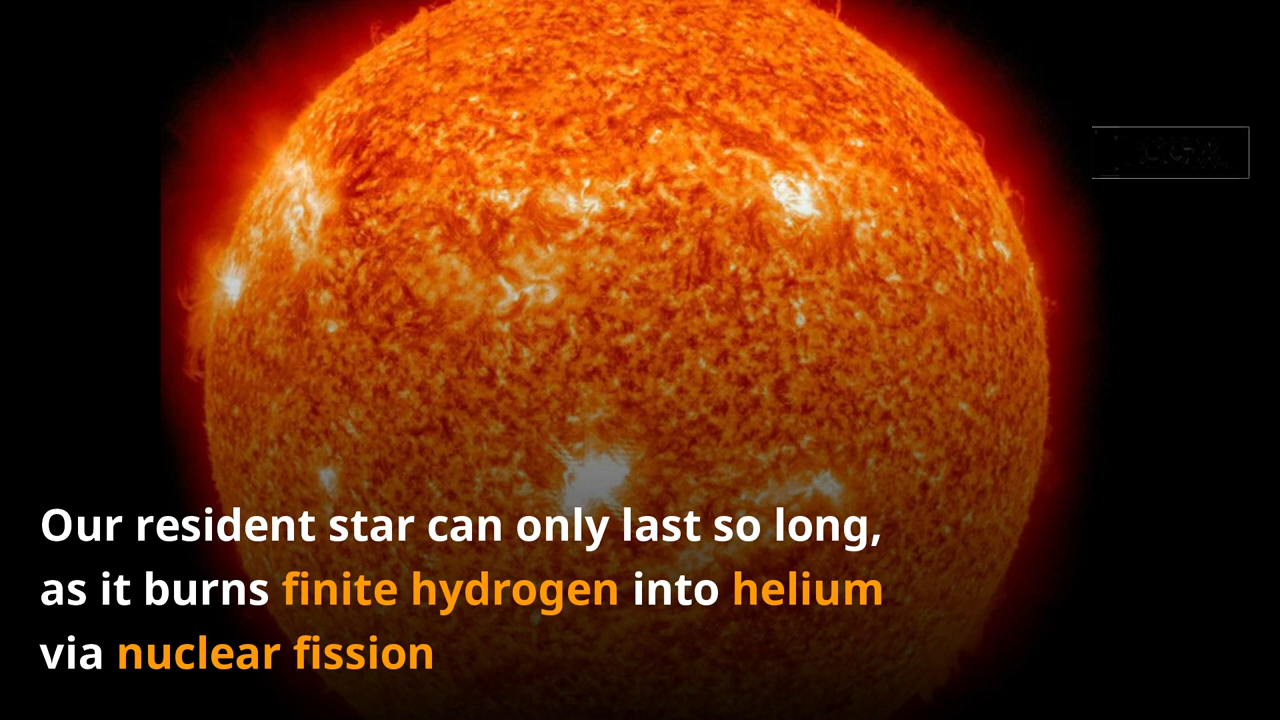 Our resident star can only last so long,
as it burns finite hydrogen into helium
via nuclear fission